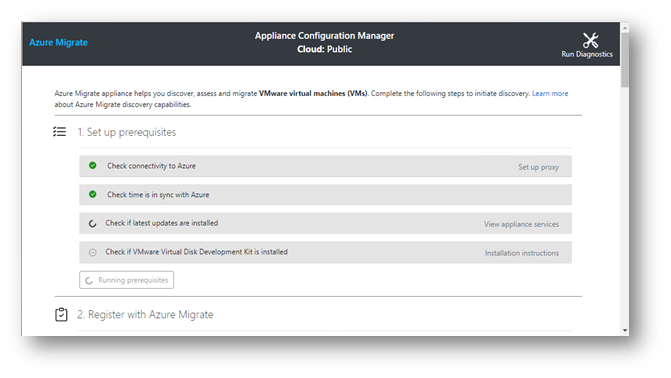 Azure Migrate
Appliance Configuration Manager
Cloud: Public
Run Diagnostics
Azure Migrate appliance helps you discover, assess and migrate VMware virtual machines (VMs). Complete the following steps to initiate discovery. Learn more
about Azure Migrate discovery capabilities.
1. Set up prerequisites
Check connectivity to Azure
Set up proxy
Check time is in sync with Azure
Check if latest updates are installed
View appliance services
Check if VMware Virtual Disk Development Kit is installed
Installation instructions
Running prerequisites
2. Register with Azure Migrate